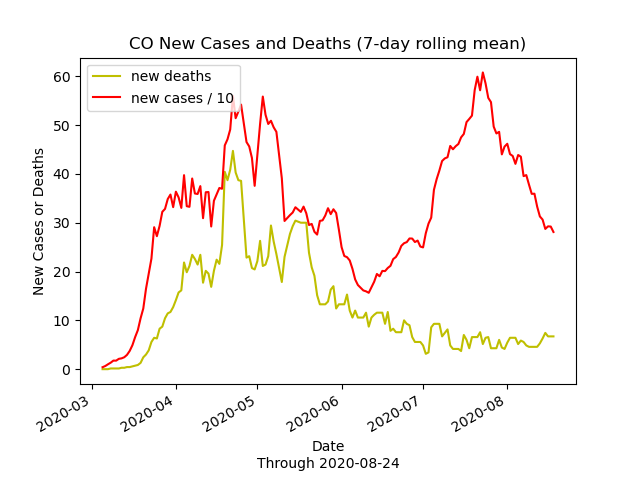 CO New Cases and Deaths (7-day rolling mean)
new deaths
new cases / 10
New Cases or Deaths
60
50
40
30
20
10
0
2020-03
2020-04
2020-05
2020-06
2020-07
2020-08
Date
Through 2020-08-24